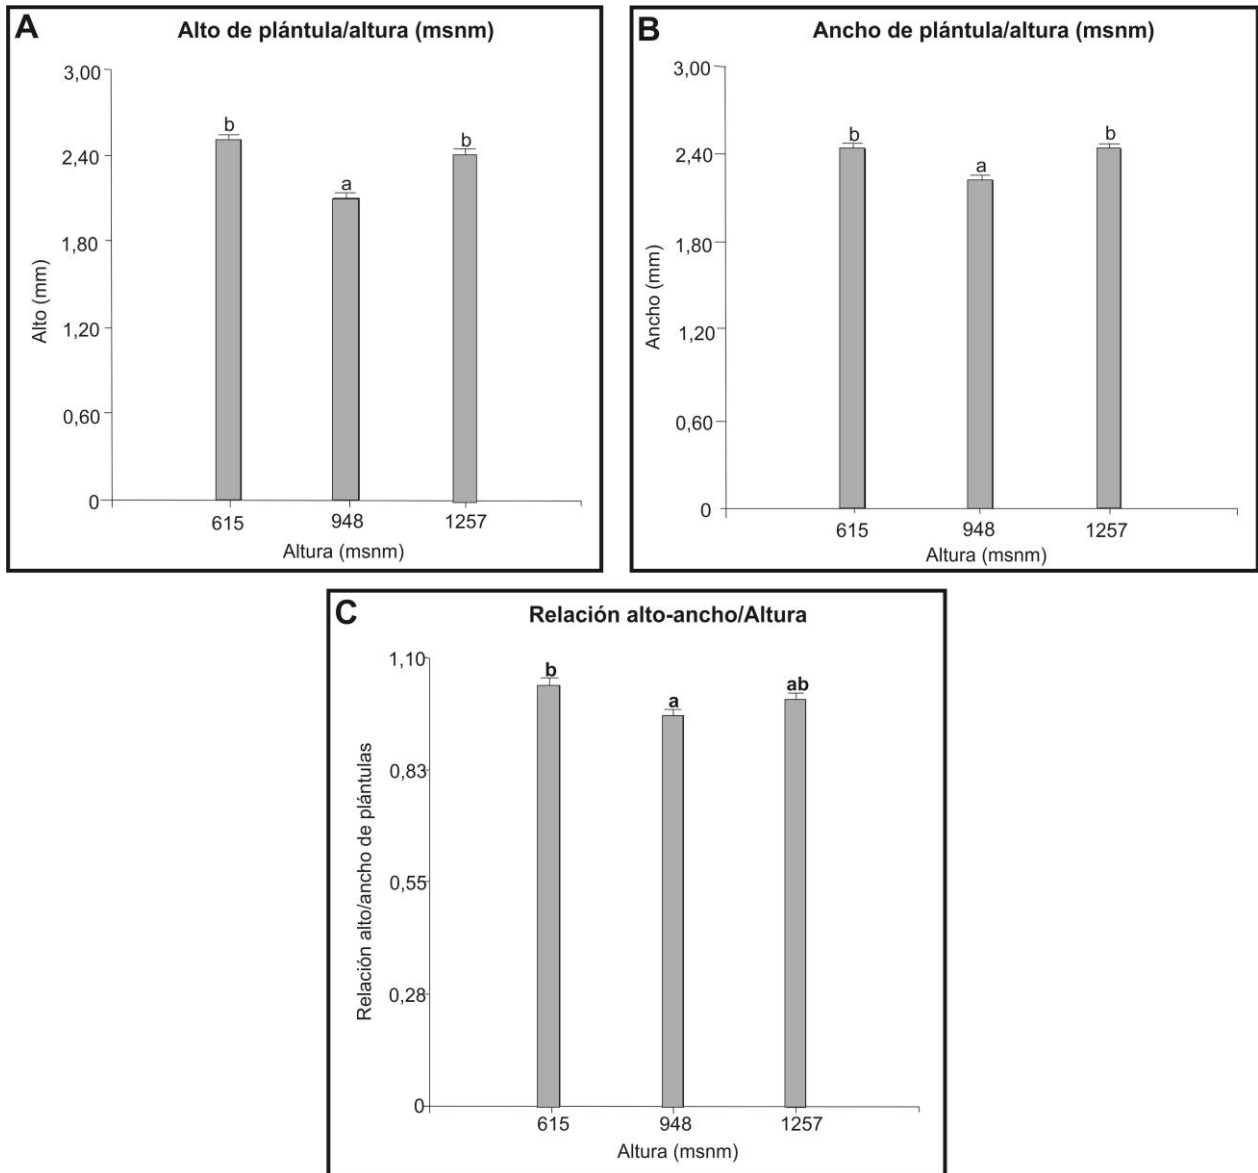 A
Alto de plántula/altura (msnm)
3,00
2,40
1,80
1,20
0,60
0
Alto (mm)
b
a
b
615
948
1257
Altura (msnm)
B
Ancho de plántula/altura (msnm)
3,00
2,40
1,80
1,20
0,60
0
Ancho (mm)
b
a
b
615
948
1257
Altura (msnm)
C
Relación alto-ancho/Altura
1,10
0,83
0,55
0,28
0
Relación alto/ancho de plántulas
b
a
ab
615
948
1257
Altura (msnm)